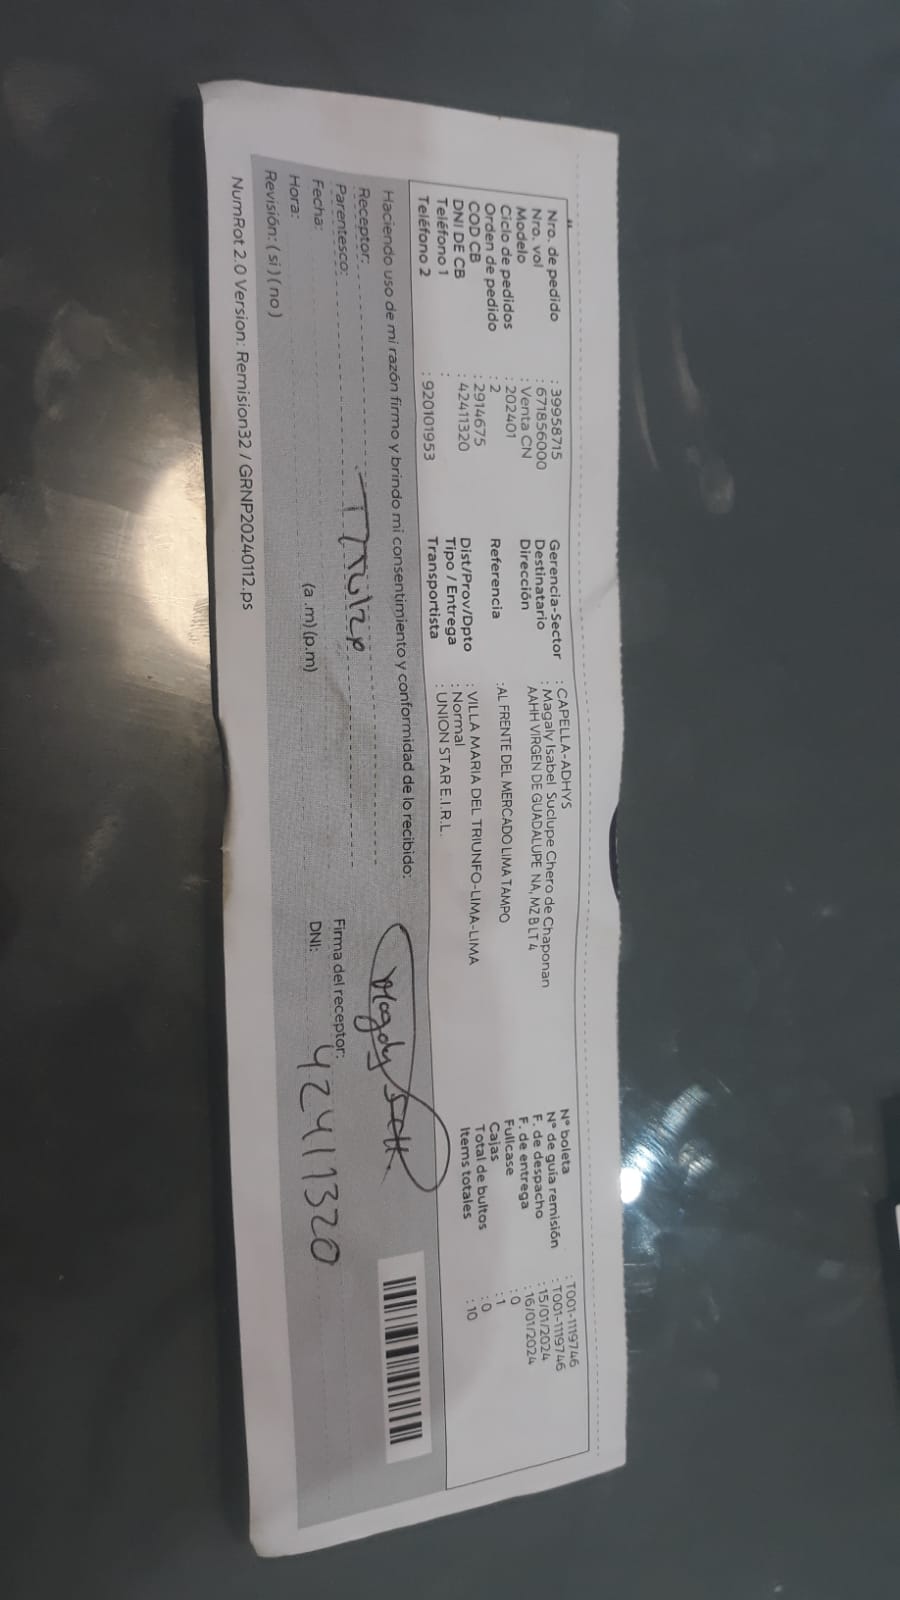 Nro. de pedido : 39958715
Nro. vol : 671856000
Modelo : Venta CN
Ciclo de pedidos : 202401
Orden de pedido : 2
COD CB : 2914675
DNI DE CB : 42411320
Teléfono 1 :
Teléfono 2 : 920101953
Gerencia-Sector : CAPELLA-ADHYS
Destinatario : Magaly Isabel Suclupe Chero de Chaponan
Dirección AAHH VIRGEN DE GUADALUPE NA, MZ B LT 4
Referencia :AL FRENTE DEL MERCADO LIMA TAMPO
Dist/Prov/Dpto : VILLA MARIA DEL TRIUNFO-LIMA-LIMA
Tipo / Entrega : Normal
Transportista : UNION STAR E.I.R.L.
N° boleta : T001-1119746
N° de guía remisión : T001-1119746
F. de despacho : 15/01/2024
F. de entrega : 16/01/2024
Fullcase : 0
Cajas : 1
Total de bultos : 0
Items totales : 10
Haciendo uso de mi razón firmo y brindo mi consentimiento y conformidad de lo recibido:
Receptor:
Parentesco:
Fecha:
Hora: (a .m) (p.m)
Revisión: ( si ) ( no )
Firma del receptor:
DNI: 42411320
NumRot 2.0 Version: Remision32 / GRNP20240112.ps